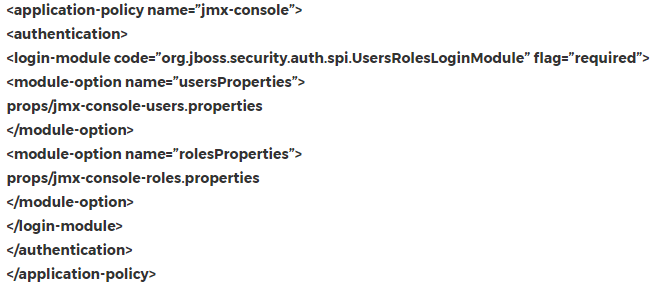 <application-policy name=”jmx-console”>
<authentication>
<login-module code=”org.jboss.security.auth.spi.UsersRolesLoginModule” flag=”required”>
<module-option name=”usersProperties”>
props/jmx-console-users.properties
</module-option>
<module-option name=”rolesProperties”>
props/jmx-console-roles.properties
</module-option>
</login-module>
</authentication>
</application-policy>